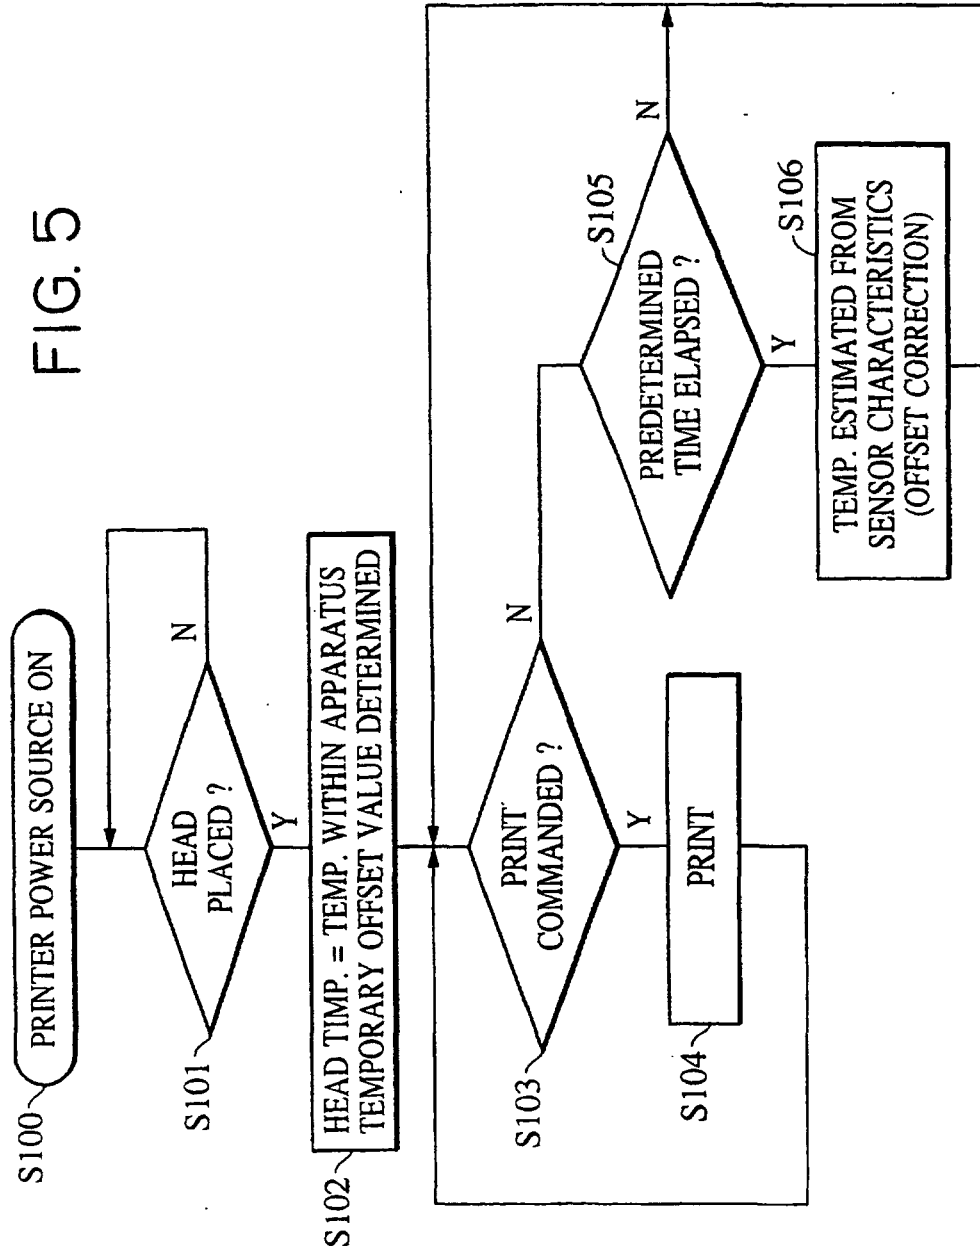 FIG. 5
S100
PRINTER POWER SOURCE ON
S101
HEAD
PLACED ?
N
Y
S102
HEAD TIMP. = TEMP. WITHIN APPARATUS
TEMPORARY OFFSET VALUE DETERMINED
S103
PRINT
COMMANDED ?
N
Y
S104
PRINT
S105
PREDETERMINED
TIME ELAPSED ?
N
Y
S106
TEMP. ESTIMATED FROM
SENSOR CHARACTERISTICS
(OFFSET CORRECTION)